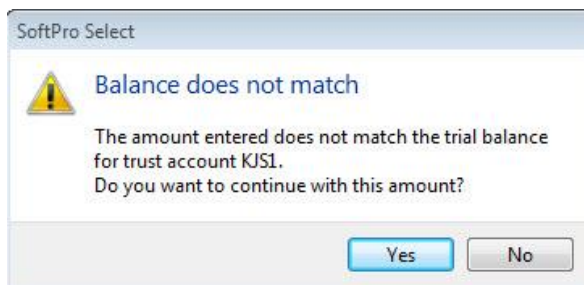 SoftPro Select
Balance does not match
The amount entered does not match the trial balance
for trust account KJS1.
Do you want to continue with this amount?
Yes No